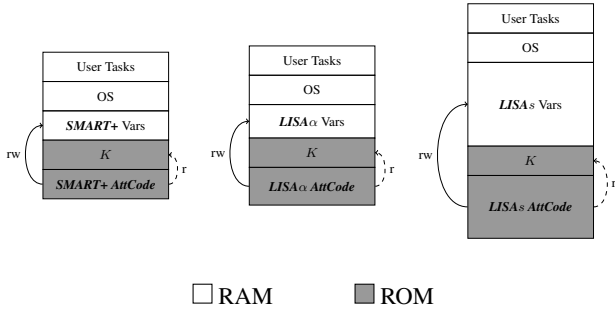 User Tasks
OS
SMART+ Vars
K
SMART+ AttCode
rw
r
User Tasks
OS
LISAα Vars
K
LISAα AttCode
rw
r
User Tasks
OS
LISAs Vars
K
LISAs AttCode
rw
r
RAM
ROM